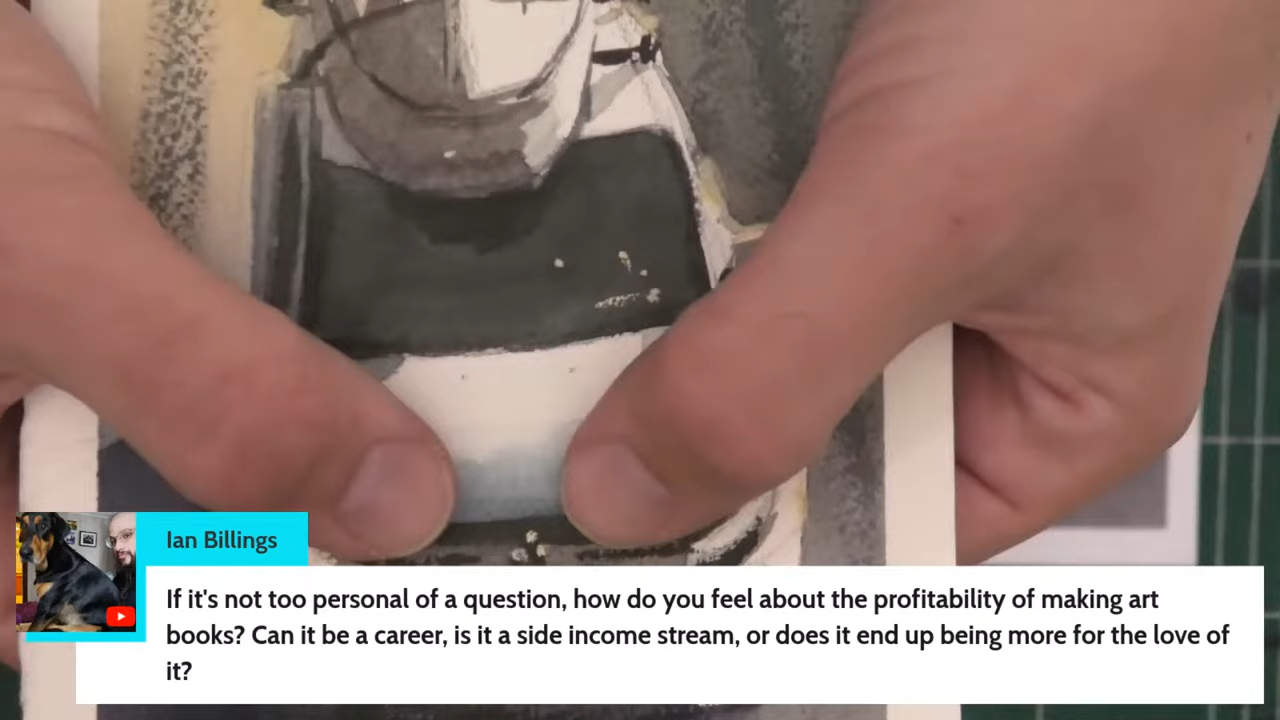 Ian Billings
If it's not too personal of a question, how do you feel about the profitability of making art
books? Can it be a career, is it a side income stream, or does it end up being more for the love of
it?